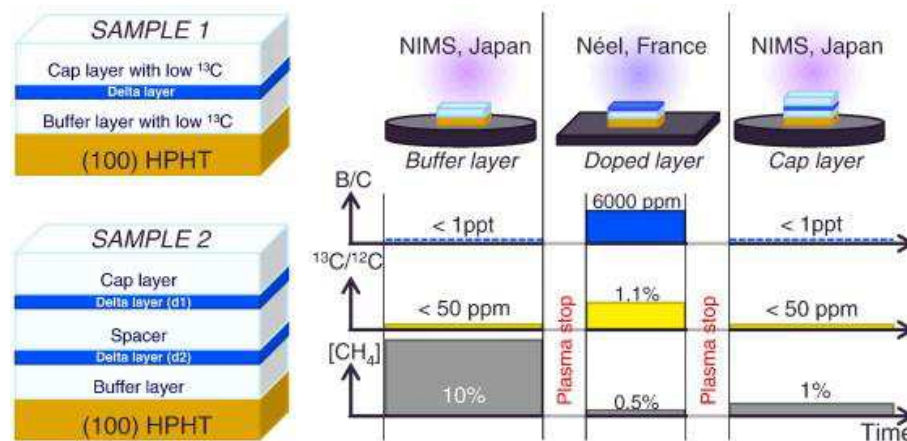 SAMPLE 1
Cap layer with low ¹³C
Delta layer
Buffer layer with low ¹³C
(100) HPHT
SAMPLE 2
Cap layer
Delta layer (d1)
Spacer
Delta layer (d2)
Buffer layer
(100) HPHT
NIMS, Japan
Néel, France
NIMS, Japan
Buffer layer
Doped layer
Cap layer
B/C
< 1ppt
6000 ppm
< 1ppt
¹³C/¹²C
< 50 ppm
1.1%
< 50 ppm
[CH₄]
10%
Plasma stop
0.5%
Plasma stop
1%
Time